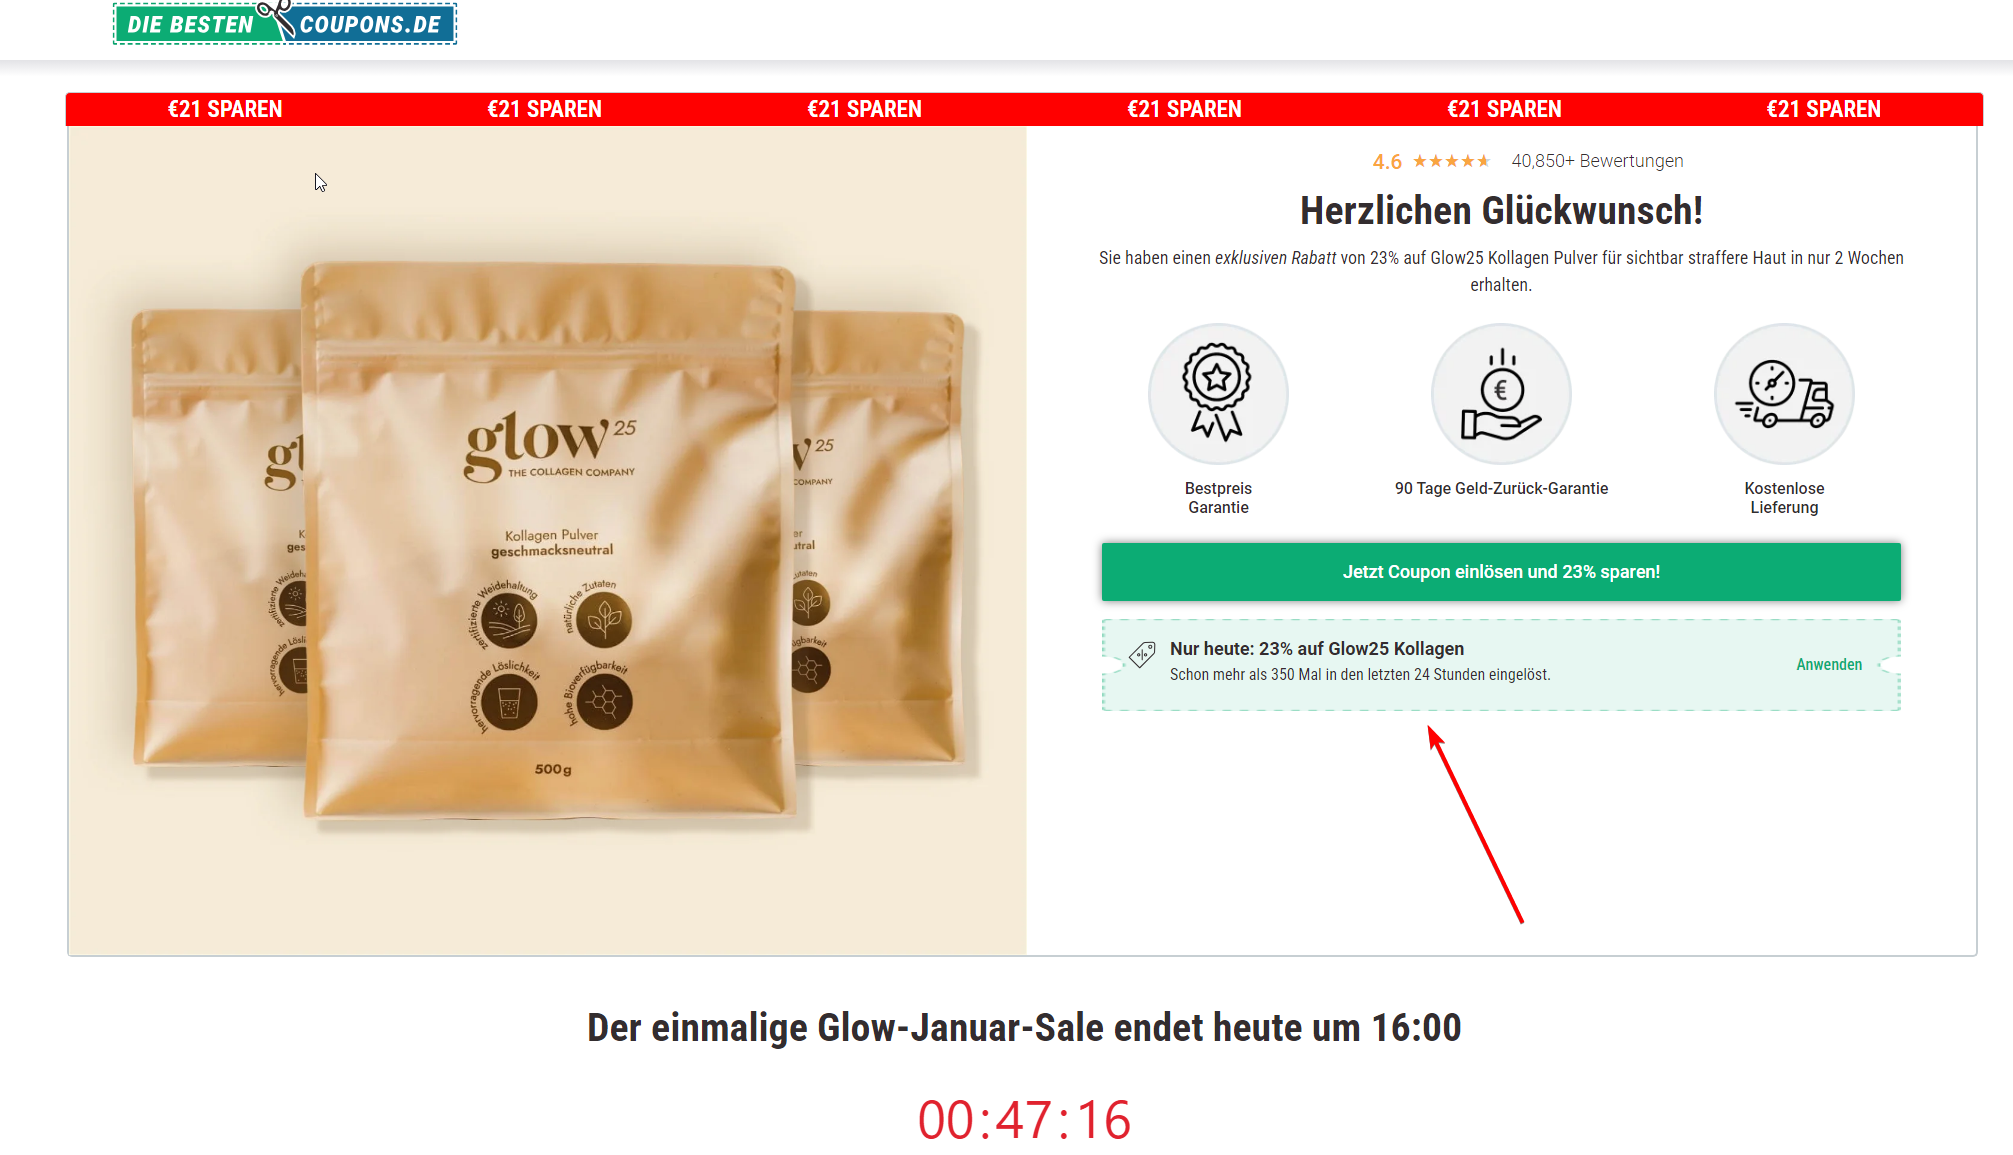 DIE BESTEN COUPONS.DE
€21 SPAREN €21 SPAREN €21 SPAREN €21 SPAREN €21 SPAREN €21 SPAREN
glow25
THE COLLAGEN COMPANY
Kollagen Pulver
geschmacksneutral
zertifizierte Weidehaltung
natürliche Zutaten
hervorragende Löslichkeit
hohe Bioverfügbarkeit
500g
4.6 ★★★★★ 40,850+ Bewertungen
Herzlichen Glückwunsch!
Sie haben einen exklusiven Rabatt von 23% auf Glow25 Kollagen Pulver für sichtbar straffere Haut in nur 2 Wochen
erhalten.
€
Bestpreis
Garantie
90 Tage Geld-Zurück-Garantie
Kostenlose
Lieferung
Jetzt Coupon einlösen und 23% sparen!
Nur heute: 23% auf Glow25 Kollagen
Schon mehr als 350 Mal in den letzten 24 Stunden eingelöst.
Anwenden
Der einmalige Glow-Januar-Sale endet heute um 16:00
00:47:16